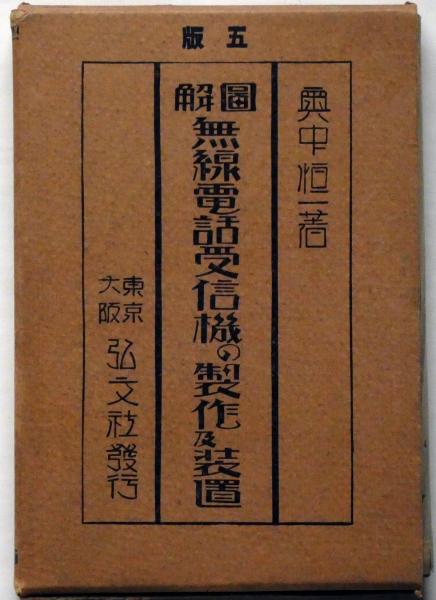 五版
奥中恒一著
圖解
無線電話受信機の製作及装置
東京
大阪
弘文社發行